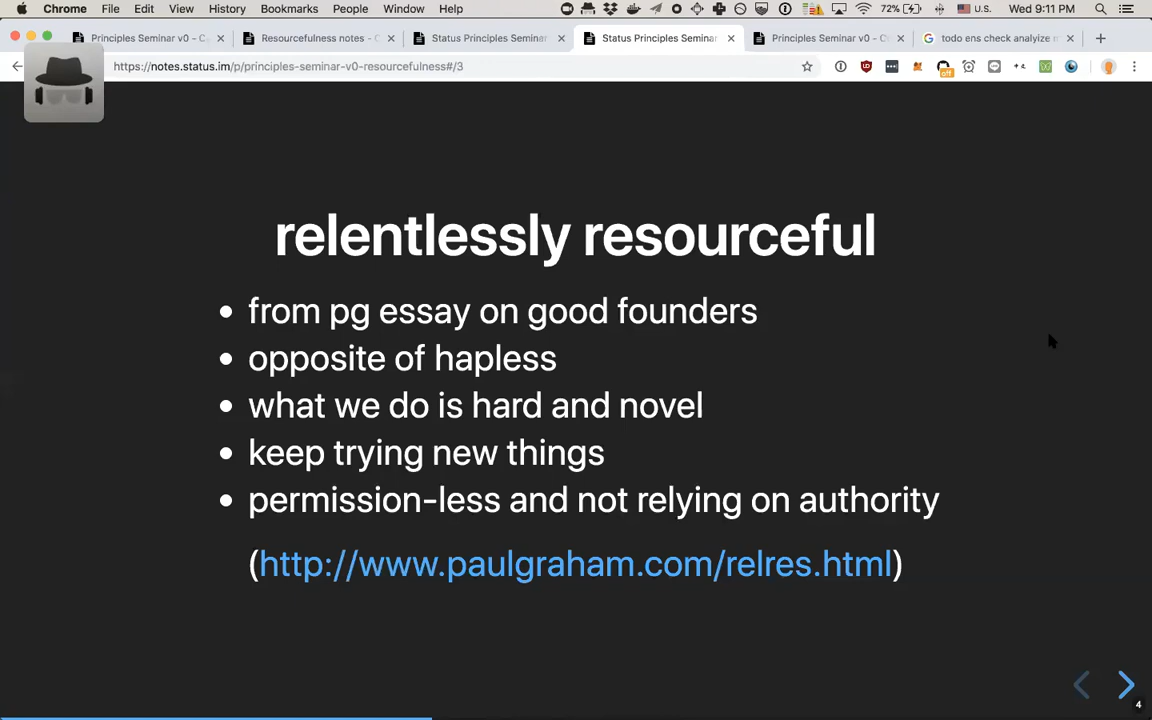 Chrome File Edit View History Bookmarks People Window Help 72% U.S. Wed 9:11 PM
Principles Seminar v0 - C Resourcefulness notes - C Status Principles Seminar Status Principles Seminar Principles Seminar v0 - C todo ens check analyize m
https://notes.status.im/p/principles-seminar-v0-resourcefulness#/3
off
relentlessly resourceful
• from pg essay on good founders
• opposite of hapless
• what we do is hard and novel
• keep trying new things
• permission-less and not relying on authority
(http://www.paulgraham.com/relres.html)
4